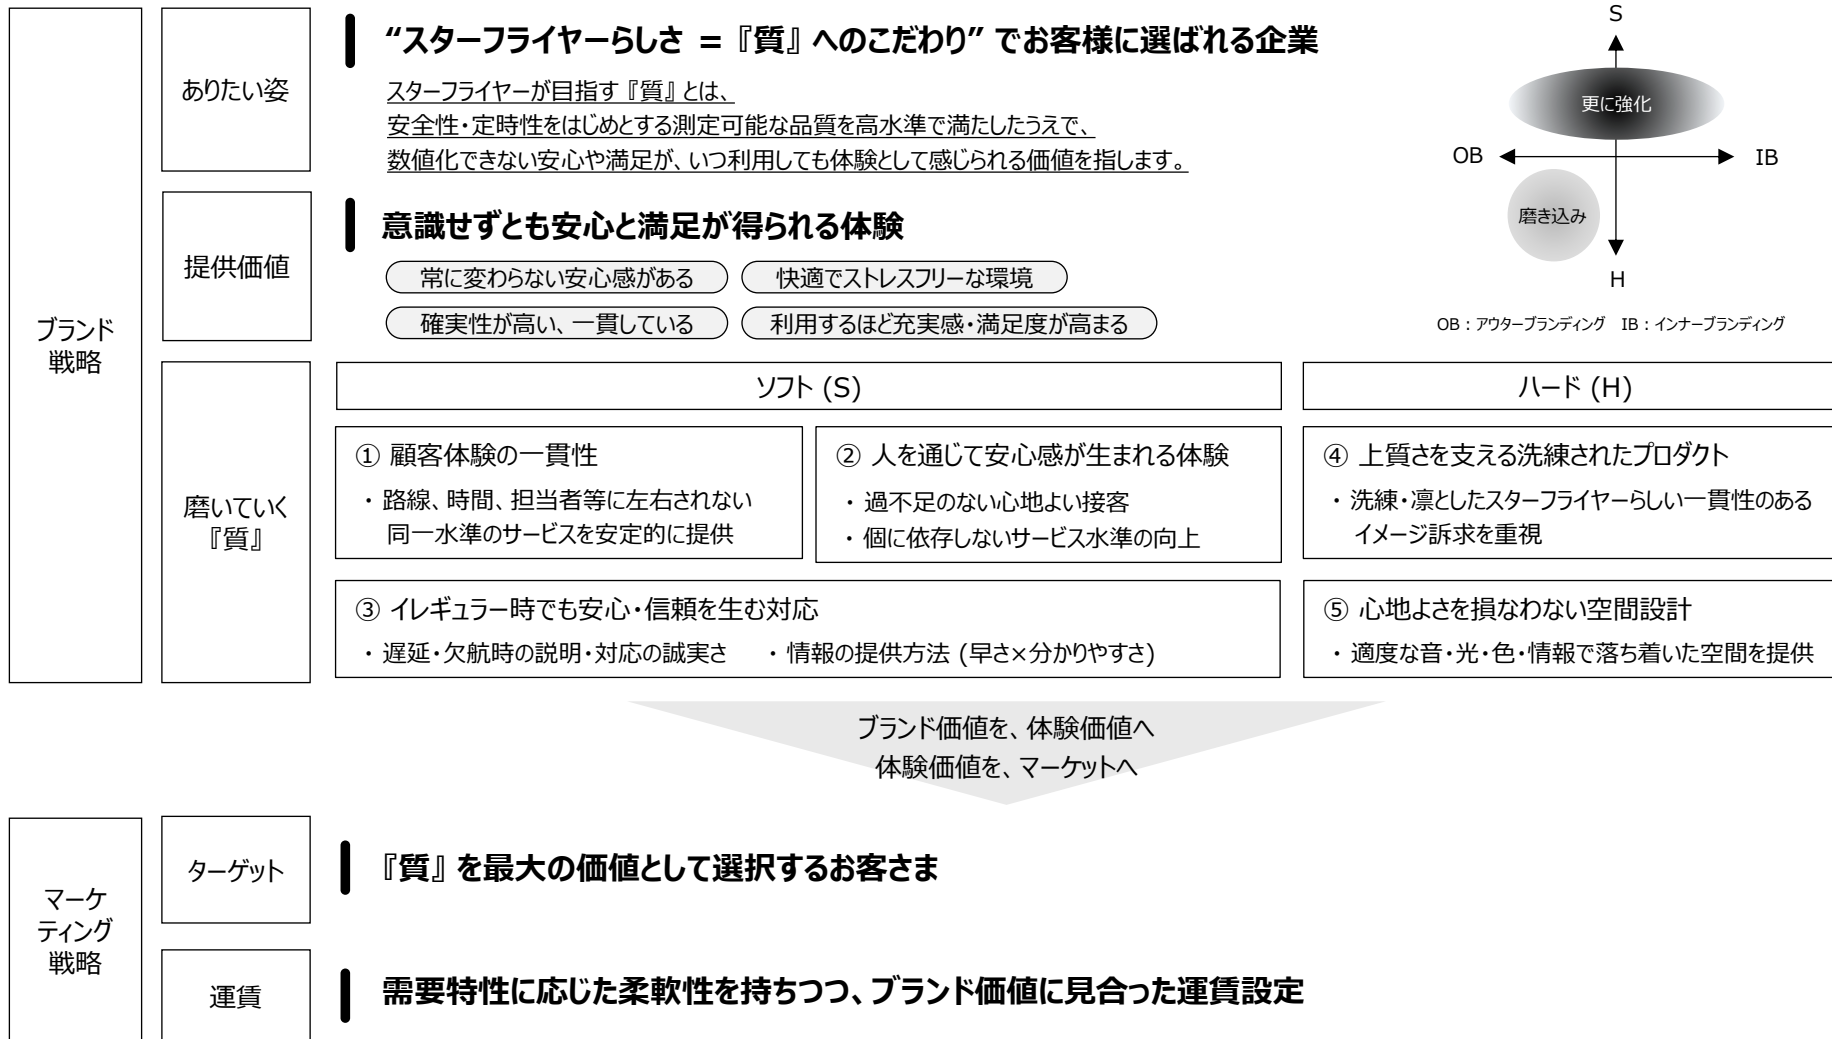 ブランド
戦略
ありたい姿
“スターフライヤーらしさ = 『質』 へのこだわり” でお客様に選ばれる企業
スターフライヤーが目指す 『質』 とは、
安全性・定時性をはじめとする測定可能な品質を高水準で満たしたうえで、
数値化できない安心や満足が、いつ利用しても体験として感じられる価値を指します。
S
更に強化
OB
IB
磨き込み
H
OB：アウターブランディング　IB：インナーブランディング
提供価値
意識せずとも安心と満足が得られる体験
常に変わらない安心感がある
快適でストレスフリーな環境
確実性が高い、一貫している
利用するほど充実感・満足度が高まる
磨いていく
『質』
ソフト (S)
ハード (H)
① 顧客体験の一貫性
・路線、時間、担当者等に左右されない
同一水準のサービスを安定的に提供
② 人を通じて安心感が生まれる体験
・過不足のない心地よい接客
・個に依存しないサービス水準の向上
④ 上質さを支える洗練されたプロダクト
・洗練・凛としたスターフライヤーらしい一貫性のある
イメージ訴求を重視
③ イレギュラー時でも安心・信頼を生む対応
・遅延・欠航時の説明・対応の誠実さ　・情報の提供方法 (早さ×分かりやすさ)
⑤ 心地よさを損なわない空間設計
・適度な音・光・色・情報で落ち着いた空間を提供
ブランド価値を、体験価値へ
体験価値を、マーケットへ
マーケ
ティング
戦略
ターゲット
『質』 を最大の価値として選択するお客さま
運賃
需要特性に応じた柔軟性を持ちつつ、ブランド価値に見合った運賃設定